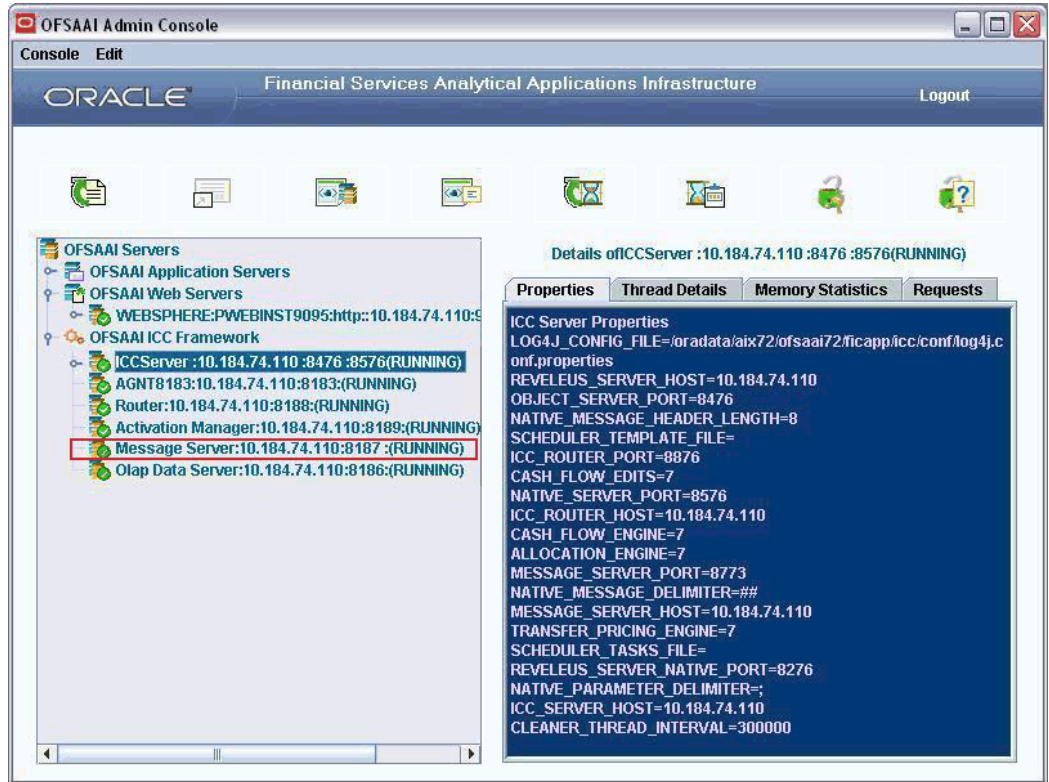 OFSAAI Admin Console
Console Edit
ORACLE
Financial Services Analytical Applications Infrastructure
Logout
OFSAAI Servers
OFSAAI Application Servers
OFSAAI Web Servers
WEBSPHERE:PWEBINST9095:http::10.184.74.110:9
OFSAAI ICC Framework
ICCServer :10.184.74.110 :8476 :8576(RUNNING)
AGNT8183:10.184.74.110:8183:(RUNNING)
Router:10.184.74.110:8188:(RUNNING)
Activation Manager:10.184.74.110:8189:(RUNNING)
Message Server:10.184.74.110:8187 :(RUNNING)
Olap Data Server:10.184.74.110:8186:(RUNNING)
Details ofICCServer :10.184.74.110 :8476 :8576(RUNNING)
Properties Thread Details Memory Statistics Requests
ICC Server Properties
LOG4J_CONFIG_FILE=/oradata/aix72/ofsaai72/ficapp/icc/conf/log4j.c
onf.properties
REVELEUS_SERVER_HOST=10.184.74.110
OBJECT_SERVER_PORT=8476
NATIVE_MESSAGE_HEADER_LENGTH=8
SCHEDULER_TEMPLATE_FILE=
ICC_ROUTER_PORT=8876
CASH_FLOW_EDITS=7
NATIVE_SERVER_PORT=8576
ICC_ROUTER_HOST=10.184.74.110
CASH_FLOW_ENGINE=7
ALLOCATION_ENGINE=7
MESSAGE_SERVER_PORT=8773
NATIVE_MESSAGE_DELIMITER=##
MESSAGE_SERVER_HOST=10.184.74.110
TRANSFER_PRICING_ENGINE=7
SCHEDULER_TASKS_FILE=
REVELEUS_SERVER_NATIVE_PORT=8276
NATIVE_PARAMETER_DELIMITER=;
ICC_SERVER_HOST=10.184.74.110
CLEANER_THREAD_INTERVAL=300000